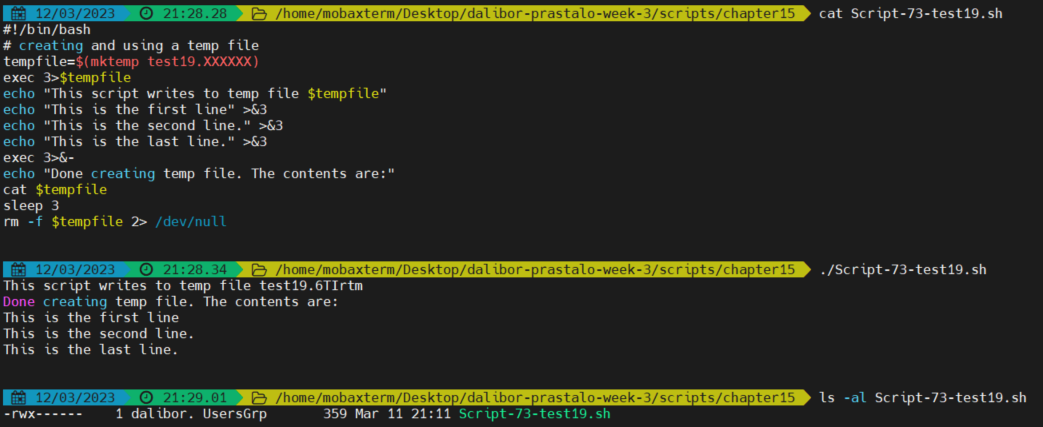 12/03/2023 21:28.28 /home/mobaxterm/Desktop/dalibor-prastalo-week-3/scripts/chapter15 cat Script-73-test19.sh
#!/bin/bash
# creating and using a temp file
tempfile=$(mktemp test19.XXXXXX)
exec 3>$tempfile
echo "This script writes to temp file $tempfile"
echo "This is the first line" >&3
echo "This is the second line." >&3
echo "This is the last line." >&3
exec 3>&-
echo "Done creating temp file. The contents are:"
cat $tempfile
sleep 3
rm -f $tempfile 2> /dev/null
12/03/2023 21:28.34 /home/mobaxterm/Desktop/dalibor-prastalo-week-3/scripts/chapter15 ./Script-73-test19.sh
This script writes to temp file test19.6TIrtm
Done creating temp file. The contents are:
This is the first line
This is the second line.
This is the last line.
12/03/2023 21:29.01 /home/mobaxterm/Desktop/dalibor-prastalo-week-3/scripts/chapter15 ls -al Script-73-test19.sh
-rwx------ 1 dalibor. UsersGrp 359 Mar 11 21:11 Script-73-test19.sh